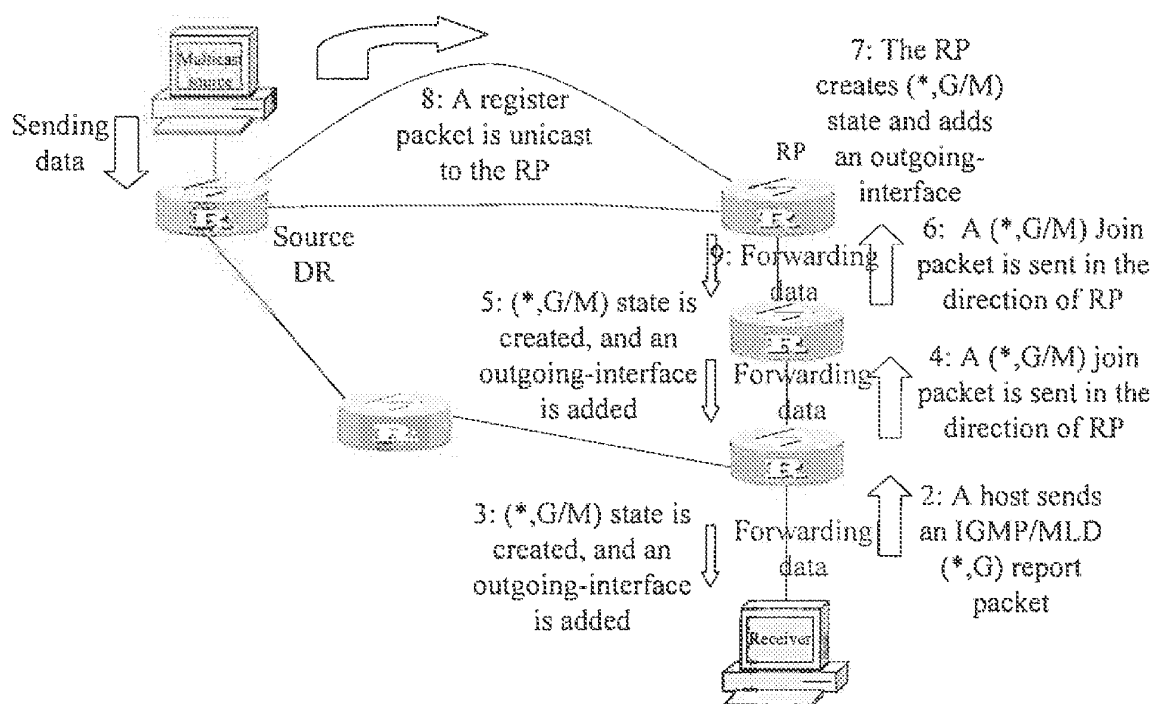 Multicast
source
Sending
data
8: A register
packet is unicast
to the RP
7: The RP
creates (*,G/M)
state and adds
an outgoing-
interface
RP
Source
DR
9: Forwarding
data
6: A (*,G/M) Join
packet is sent in the
direction of RP
5: (*,G/M) state is
created, and an
outgoing-interface
is added
Forwarding
data
4: A (*,G/M) join
packet is sent in the
direction of RP
3: (*,G/M) state is
created, and an
outgoing-interface
is added
Forwarding
data
2: A host sends
an IGMP/MLD
(*,G) report
packet
Receiver